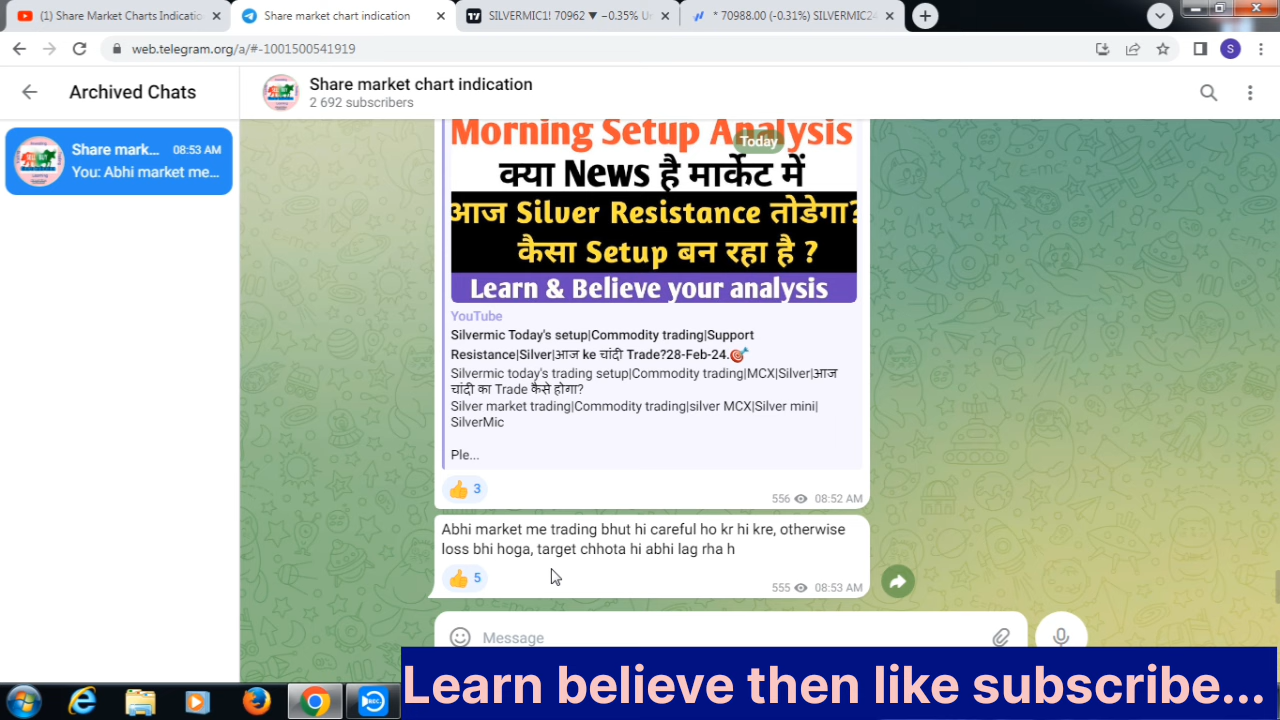 (1) Share Market Charts Indicatio
Share market chart indication
SILVERMIC1! 70962 ▼ −0.35% U
* 70988.00 (-0.31%) SILVERMIC24
web.telegram.org/a/#-1001500541919
S
Archived Chats
Share market chart indication
2 692 subscribers
Share mark... 08:53 AM
You: Abhi market me...
Morning Setup Analysis
Today
क्या News है मार्केट में
आज Silver Resistance तोडेगा?
कैसा Setup बन रहा है ?
Learn & Believe your analysis
YouTube
Silvermic Today's setup|Commodity trading|Support
Resistance|Silver|आज ke चांदी Trade?28-Feb-24.🎯
Silvermic today's trading setup|Commodity trading|MCX|Silver|आज
चांदी का Trade कैसे होगा?
Silver market trading|Commodity trading|silver MCX|Silver mini|
SilverMic
Ple...
👍 3
556 08:52 AM
Abhi market me trading bhut hi careful ho kr hi kre, otherwise
loss bhi hoga, target chhota hi abhi lag rha h
👍 5
555 08:53 AM
Message
Learn believe then like subscribe...